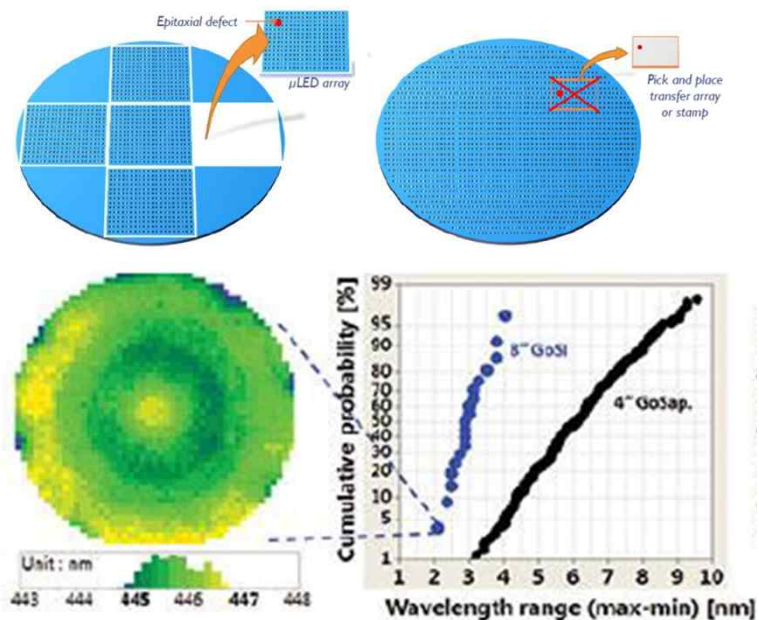 Epitaxial defect
μLED array
Pick and place
transfer array
or stamp
Unit : nm
443 444 445 446 447 448
Cumulative probability [%]
99
95
90
80
70
60
50
40
30
20
10
5
1
8" GoSi
4" GoSap.
1 2 3 4 5 6 7 8 9 10
Wavelength range (max-min) [nm]